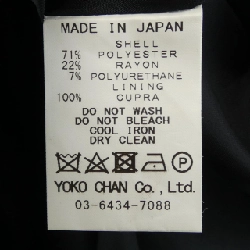 MADE IN JAPAN
SHELL
71% POLYESTER
22% RAYON
7% POLYURETHANE
LINING
100% CUPRA
DO NOT WASH
DO NOT BLEACH
COOL IRON
DRY CLEAN
P
YOKO CHAN Co., Ltd.
03-6434-7088